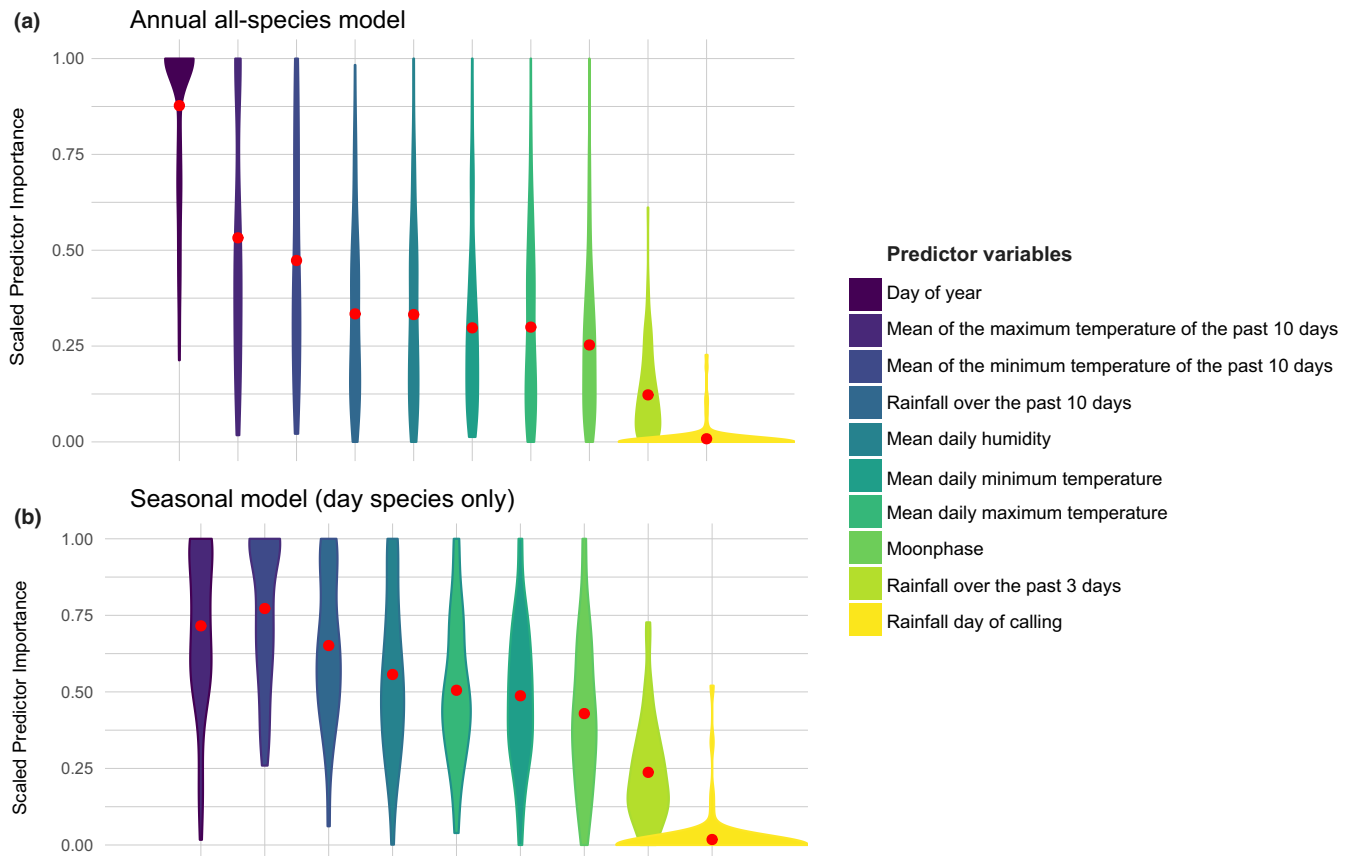 (a)
Annual all-species model
Scaled Predictor Importance
1.00
0.75
0.50
0.25
0.00
(b)
Seasonal model (day species only)
Scaled Predictor Importance
1.00
0.75
0.50
0.25
0.00
Predictor variables
Day of year
Mean of the maximum temperature of the past 10 days
Mean of the minimum temperature of the past 10 days
Rainfall over the past 10 days
Mean daily humidity
Mean daily minimum temperature
Mean daily maximum temperature
Moonphase
Rainfall over the past 3 days
Rainfall day of calling